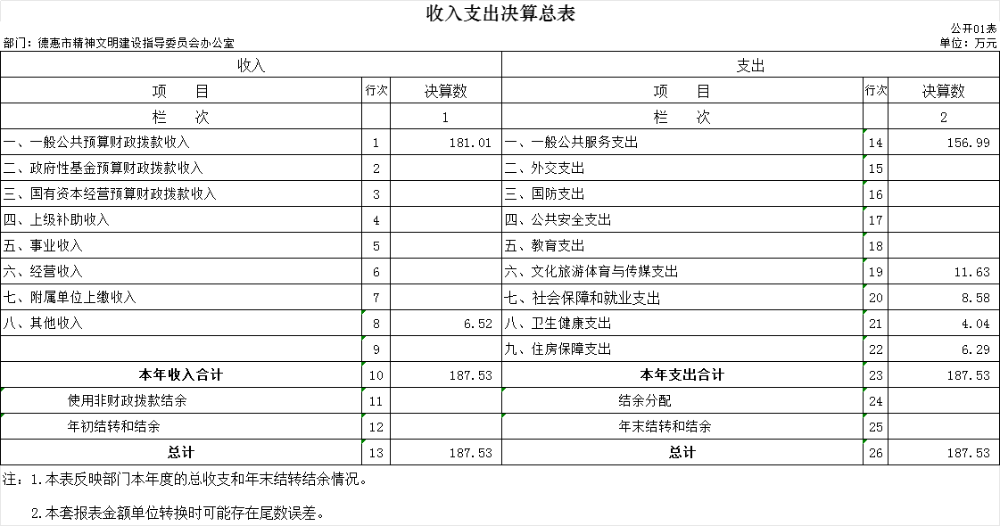 收入支出决算总表
公开01表
部门：德惠市精神文明建设指导委员会办公室 单位：万元
收入 支出
项 目 行次 决算数 项 目 行次 决算数
栏 次 1 栏 次 2
一、一般公共预算财政拨款收入 1 181.01 一、一般公共服务支出 14 156.99
二、政府性基金预算财政拨款收入 2 二、外交支出 15
三、国有资本经营预算财政拨款收入 3 三、国防支出 16
四、上级补助收入 4 四、公共安全支出 17
五、事业收入 5 五、教育支出 18
六、经营收入 6 六、文化旅游体育与传媒支出 19 11.63
七、附属单位上缴收入 7 七、社会保障和就业支出 20 8.58
八、其他收入 8 6.52 八、卫生健康支出 21 4.04
9 九、住房保障支出 22 6.29
本年收入合计 10 187.53 本年支出合计 23 187.53
使用非财政拨款结余 11 结余分配 24
年初结转和结余 12 年末结转和结余 25
总计 13 187.53 总计 26 187.53
注：1.本表反映部门本年度的总收支和年末结转结余情况。
2.本套报表金额单位转换时可能存在尾数误差。